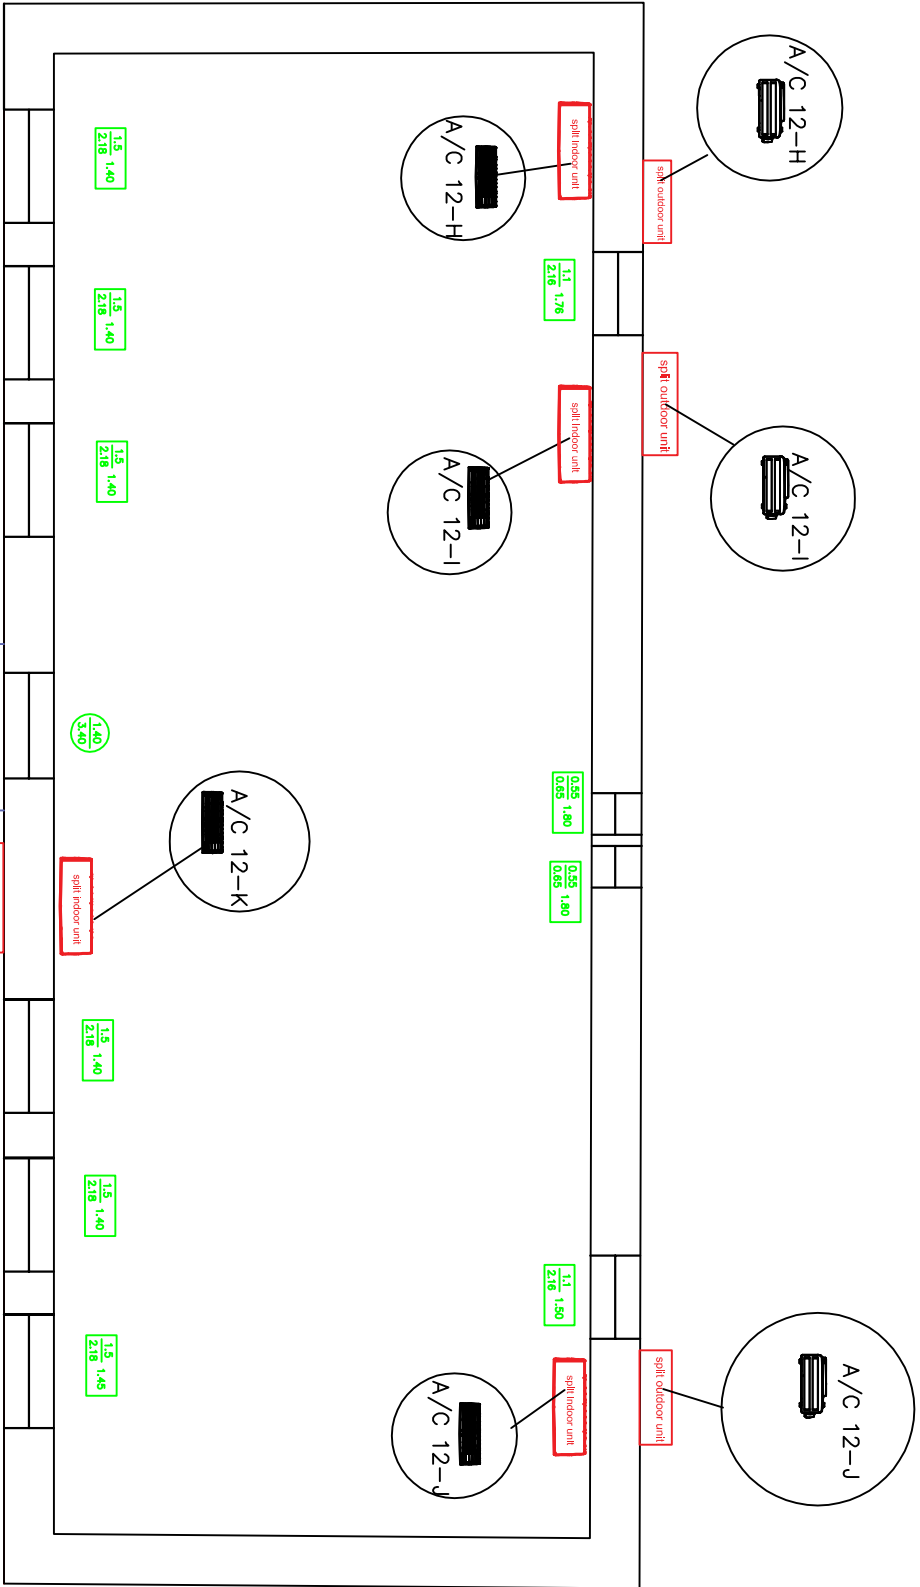 A/C 12-H
split outdoor unit
split Indoor unit
A/C 12-H
1.5
2.18
1.40
1.1
2.16
1.76
1.5
2.18
1.40
split outdoor unit
A/C 12-I
split Indoor unit
A/C 12-I
1.5
2.18
1.40
1.40
3.40
0.55
0.65
1.80
0.55
0.65
1.80
A/C 12-K
split indoor unit
1.5
2.18
1.40
1.5
2.18
1.40
1.1
2.16
1.50
1.5
2.18
1.45
split outdoor unit
A/C 12-J
split Indoor unit
A/C 12-J